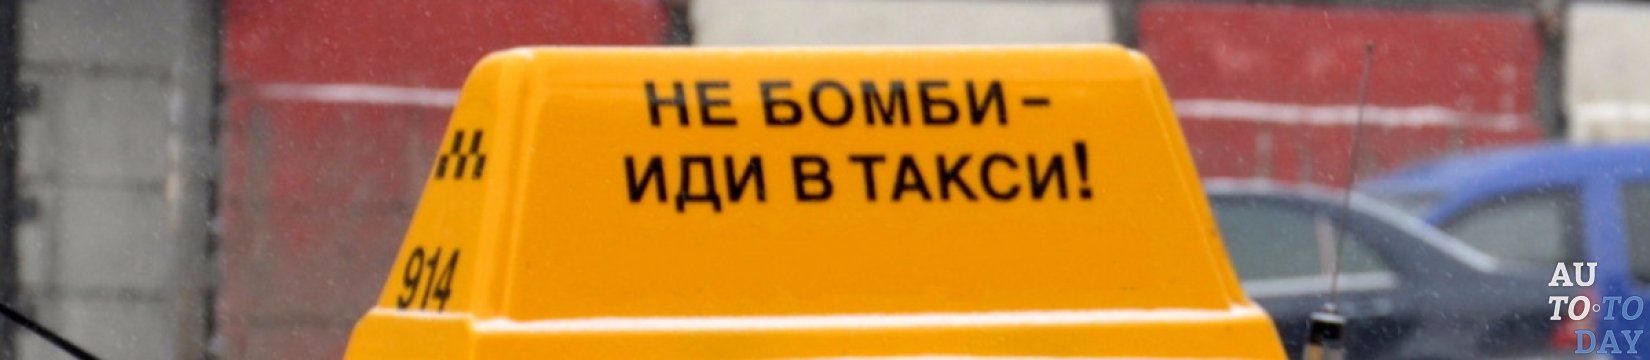 НЕ БОМБИ –
ИДИ В ТАКСИ!
914
AU
TO TO
DAY